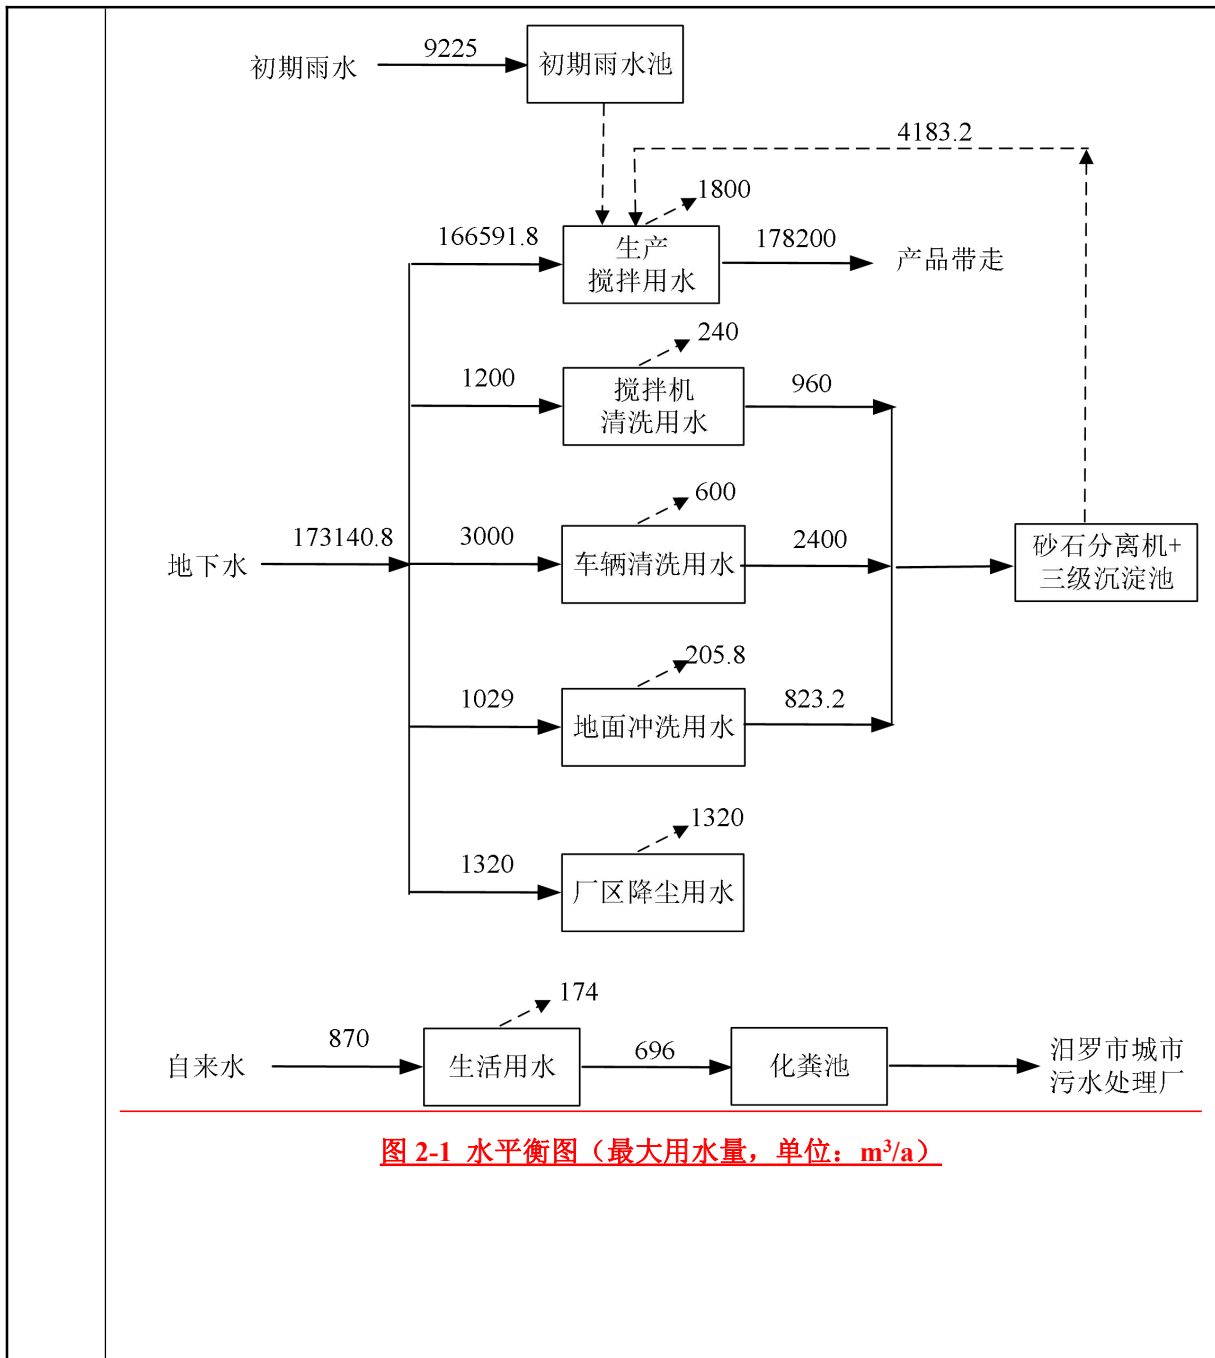 初期雨水
9225
初期雨水池
4183.2
1800
166591.8
生产
搅拌用水
178200
产品带走
240
1200
搅拌机
清洗用水
960
600
地下水
173140.8
3000
车辆清洗用水
2400
砂石分离机+
三级沉淀池
205.8
1029
地面冲洗用水
823.2
1320
1320
厂区降尘用水
174
自来水
870
生活用水
696
化粪池
汨罗市城市
污水处理厂
图 2-1 水平衡图（最大用水量，单位：m³/a）